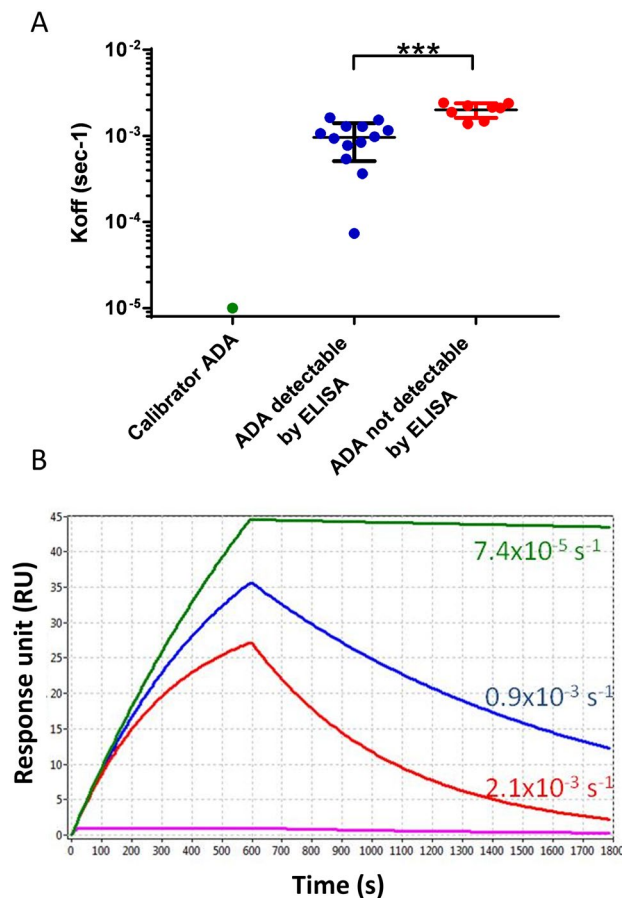 A
***
10-2
10-3
10-4
10-5
Koff (sec-1)
Calibrator ADA
ADA detectable
by ELISA
ADA not detectable
by ELISA
B
45
40
35
30
25
20
15
10
5
0
Response unit (RU)
7.4x10-5 s-1
0.9x10-3 s-1
2.1x10-3 s-1
0 100 200 300 400 500 600 700 800 900 1000 1100 1200 1300 1400 1500 1600 1700 1800
Time (s)